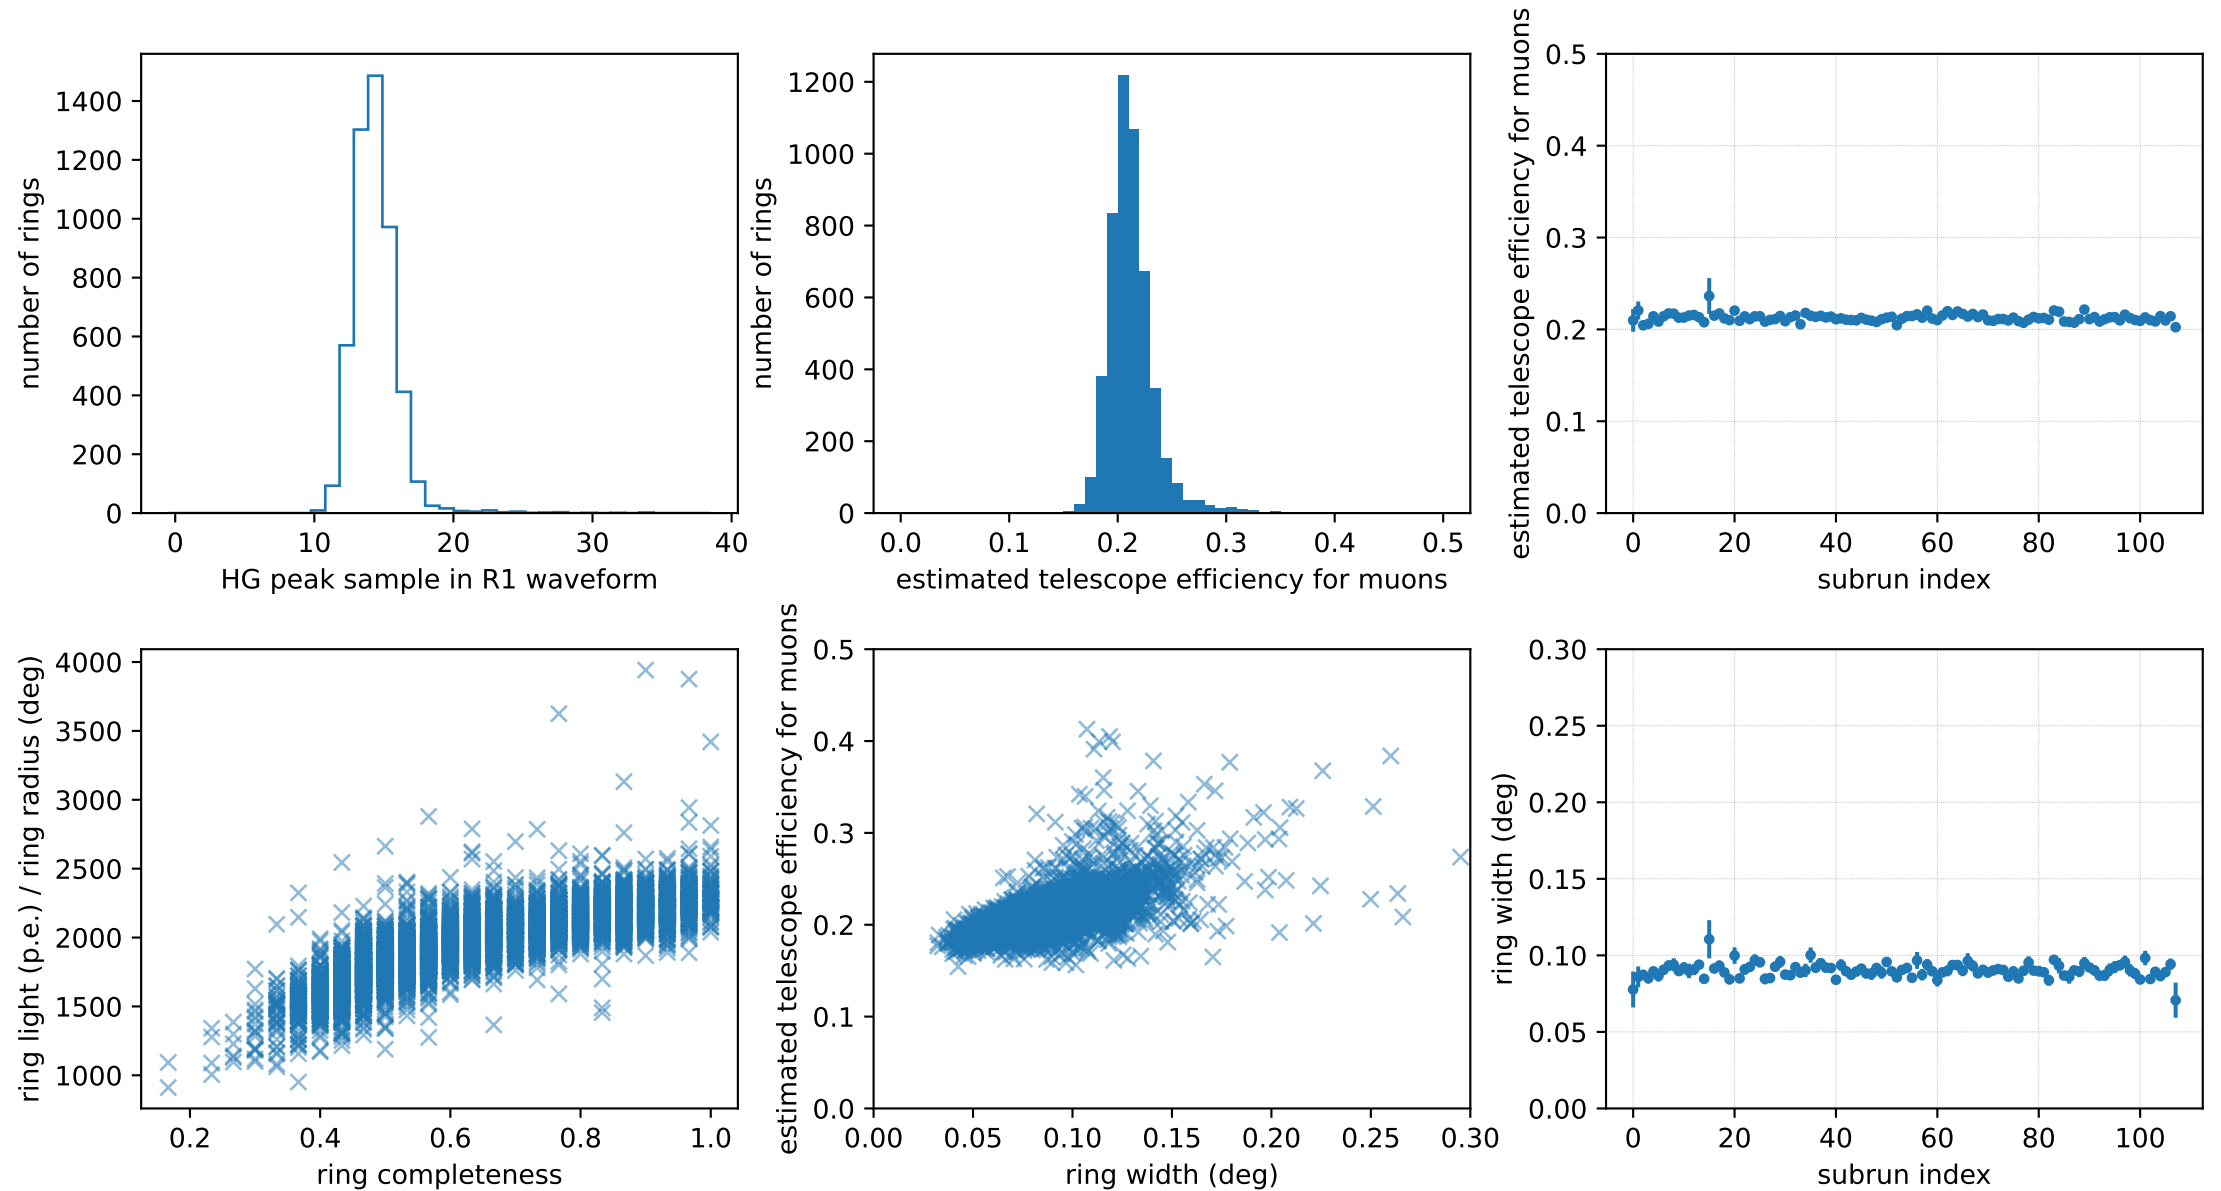 number of rings
1400
1200
1000
800
600
400
200
0
0 10 20 30 40
HG peak sample in R1 waveform
number of rings
1200
1000
800
600
400
200
0
0.0 0.1 0.2 0.3 0.4 0.5
estimated telescope efficiency for muons
estimated telescope efficiency for muons
0.5
0.4
0.3
0.2
0.1
0.0
0 20 40 60 80 100
subrun index
ring light (p.e.) / ring radius (deg)
4000
3500
3000
2500
2000
1500
1000
0.2 0.4 0.6 0.8 1.0
ring completeness
estimated telescope efficiency for muons
0.5
0.4
0.3
0.2
0.1
0.0
0.00 0.05 0.10 0.15 0.20 0.25 0.30
ring width (deg)
ring width (deg)
0.30
0.25
0.20
0.15
0.10
0.05
0.00
0 20 40 60 80 100
subrun index